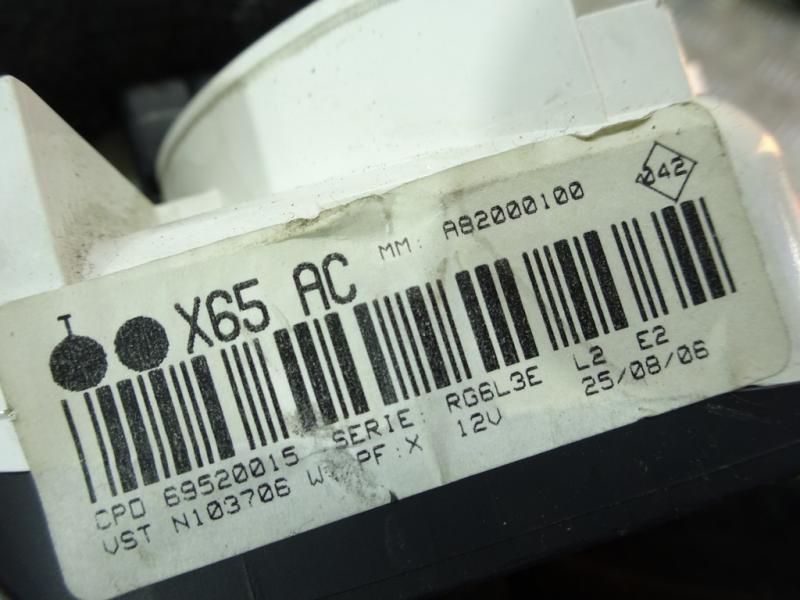 042
T X65 AC MM: A82000100
CPD 69520015 SERIE: RG6L3E L2 E2
VST N103706 W PF:X 12V 25/08/06